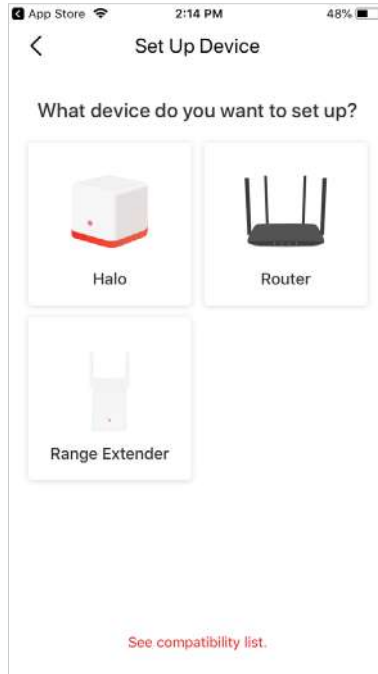 App Store 2:14 PM 48%
Set Up Device
What device do you want to set up?
Halo Router
Range Extender
See compatibility list.